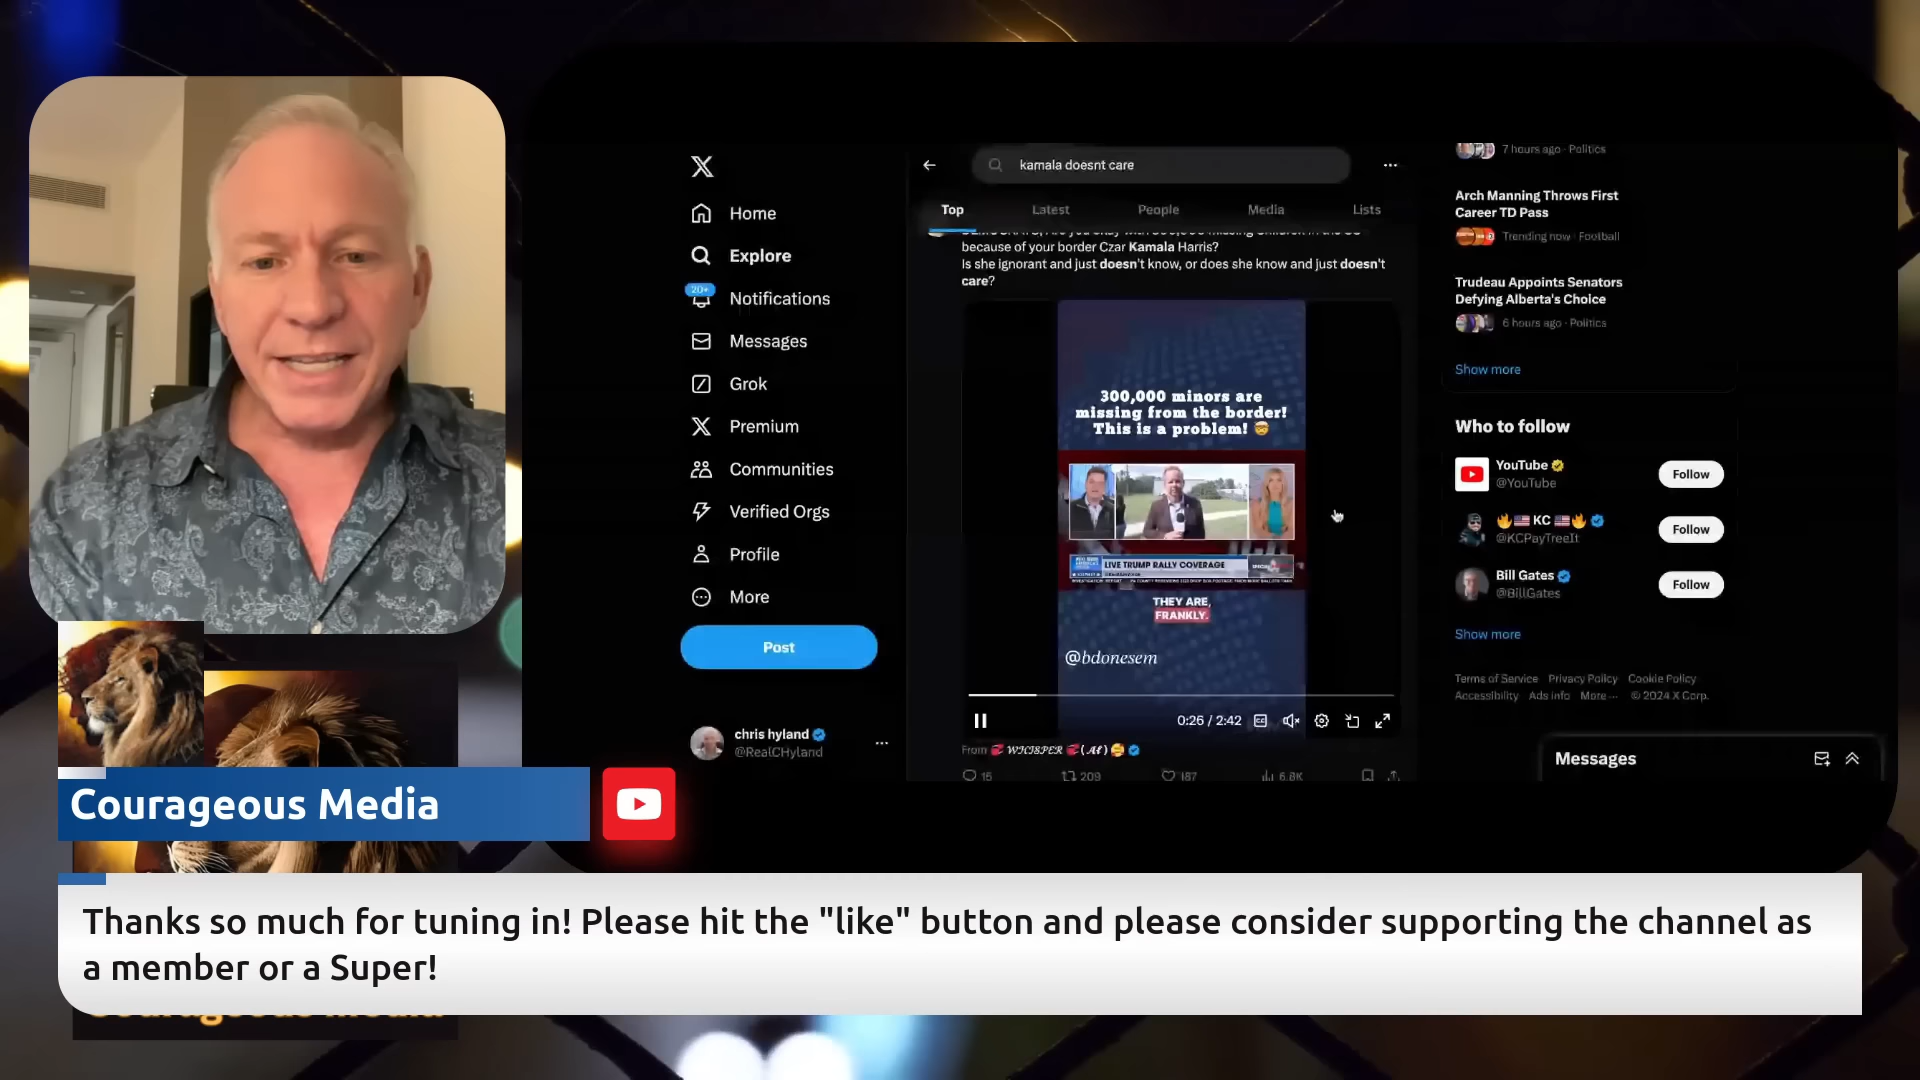 Home
Explore
20+
Notifications
Messages
Grok
Premium
Communities
Verified Orgs
Profile
More
Post
chris hyland
@RealCHyland
kamala doesnt care
Top
Latest
People
Media
Lists
because of your border Czar Kamala Harris?
Is she ignorant and just doesn't know, or does she know and just doesn't
care?
300,000 minors are
missing from the border!
This is a problem!
LIVE TRUMP RALLY COVERAGE
THEY ARE,
FRANKLY.
@bdonesem
0:26 / 2:42
From WHISPER
15
209
187
6.8K
7 hours ago · Politics
Arch Manning Throws First
Career TD Pass
Trending now · Football
Trudeau Appoints Senators
Defying Alberta's Choice
6 hours ago · Politics
Show more
Who to follow
YouTube
@YouTube
Follow
KC
@KCPayTreeIt
Follow
Bill Gates
@BillGates
Follow
Show more
Terms of Service Privacy Policy Cookie Policy
Accessibility Ads info More ··· © 2024 X Corp.
Messages
Courageous Media
Thanks so much for tuning in! Please hit the "like" button and please consider supporting the channel as
a member or a Super!